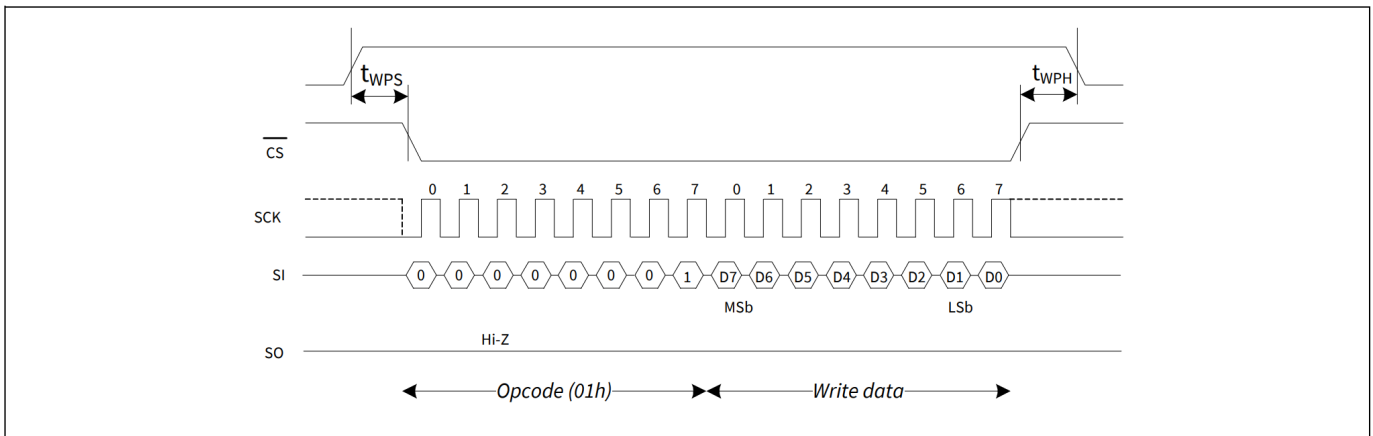 tWPS tWPH
CS
0 1 2 3 4 5 6 7 0 1 2 3 4 5 6 7
SCK
SI 0 0 0 0 0 0 0 1 D7 D6 D5 D4 D3 D2 D1 D0
MSb LSb
Hi-Z
SO
Opcode (01h) Write data